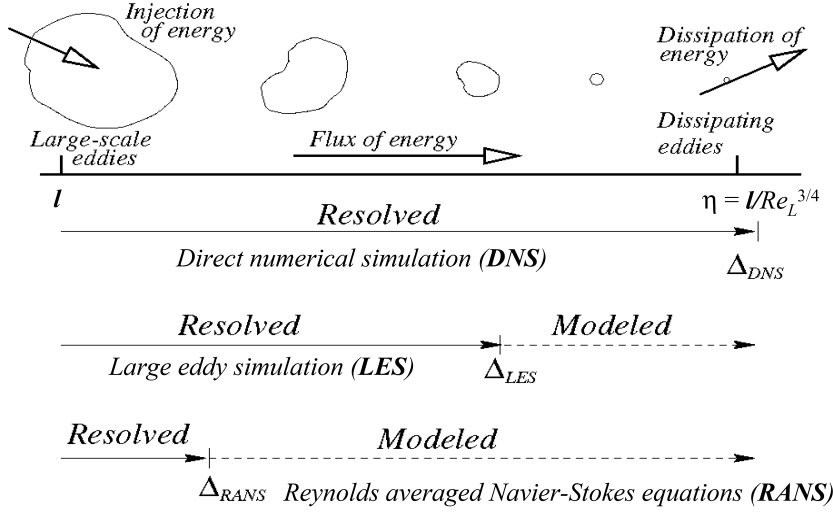 Injection
of energy
Dissipation of
energy
Large-scale
eddies
Flux of energy
Dissipating
eddies
l
η = l/Re_L^3/4
Resolved
Direct numerical simulation (DNS)
Δ_DNS
Resolved
Modeled
Large eddy simulation (LES)
Δ_LES
Resolved
Modeled
Δ_RANS
Reynolds averaged Navier-Stokes equations (RANS)